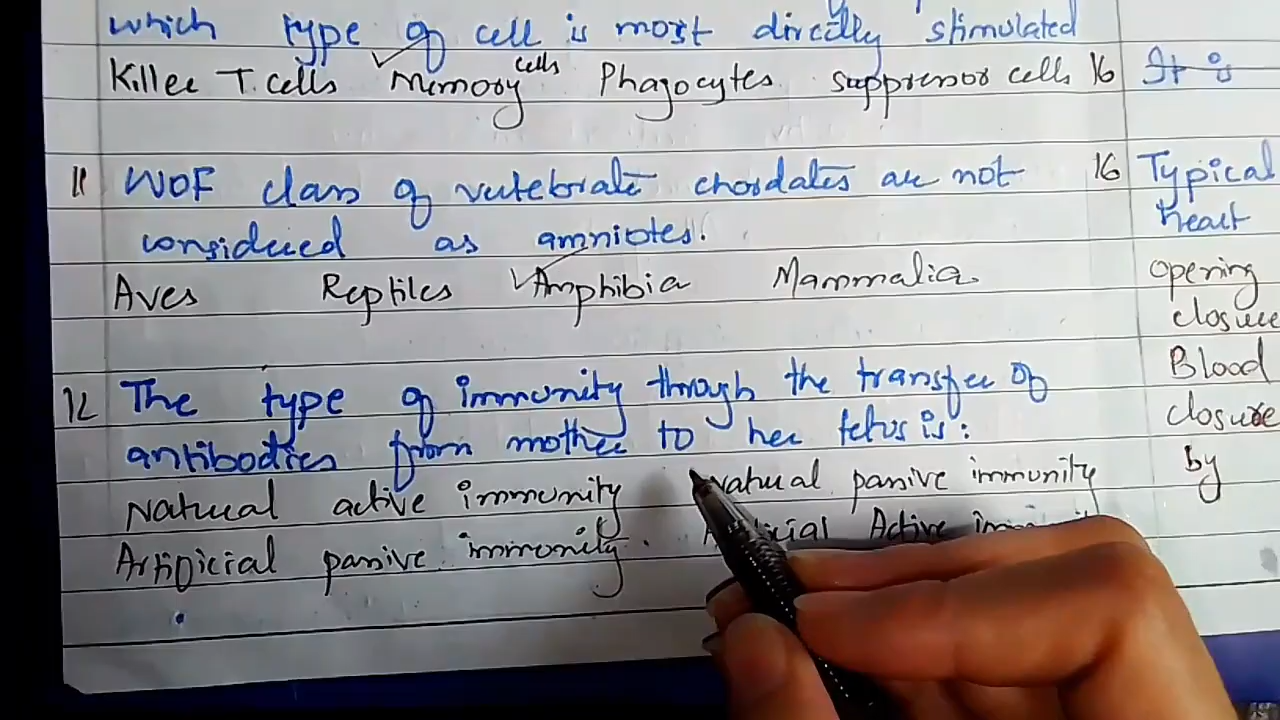 which type of cell is most directly stimulated
Killer T. cells Memory cells Phagocytes. suppressor cells
11 WOF class of vertebrate chordates are not considered as amniotes.
Aves Reptiles Amphibia Mammalia.
12 The type of immunity through the transfer of
antibodies from mother to her fetus is:
Natural active immunity Natural passive immunity
Artificial passive immunity. Active
16
16 Typical
heart
opening
closure
Blood
closure
by